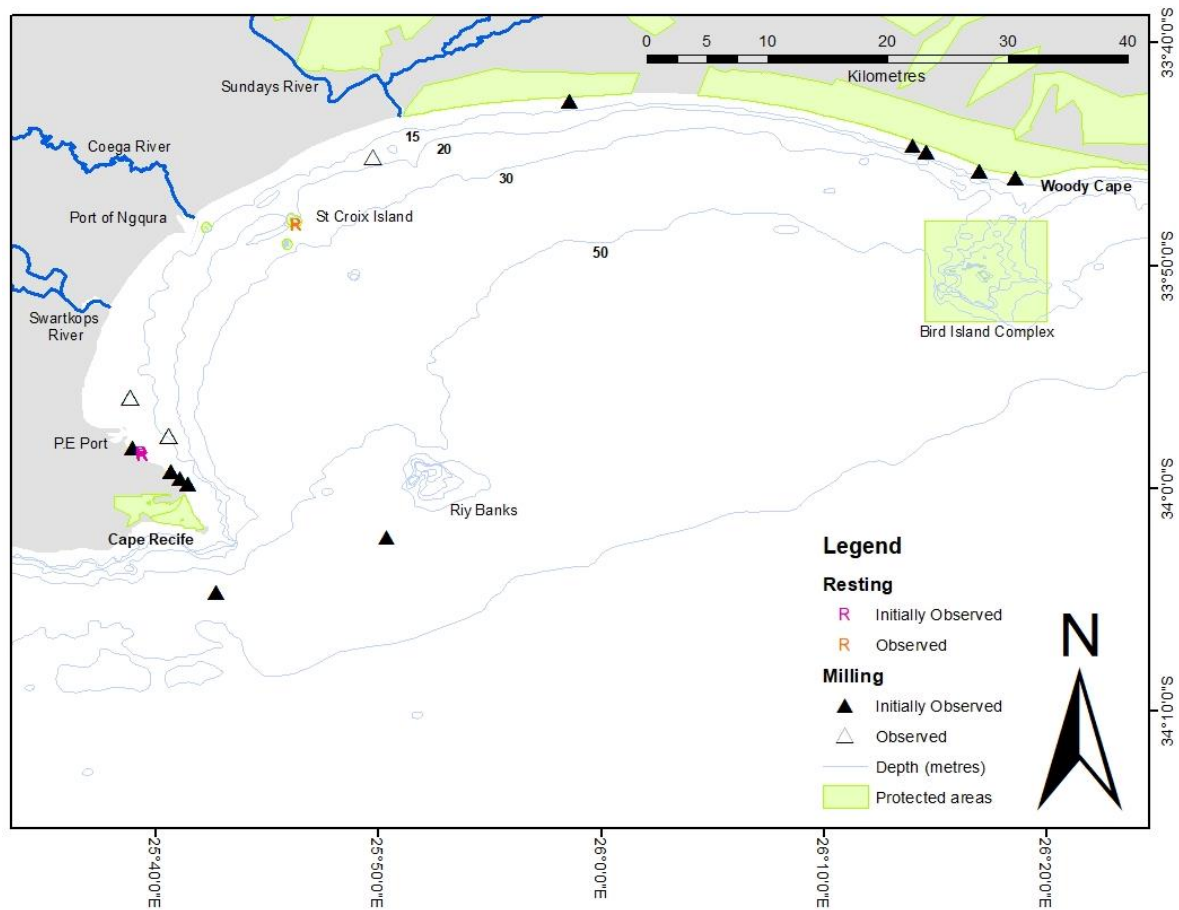 0 5 10 20 30 40
Kilometres
33°40'0"S
Sundays River
Coega River
15
20
30
Port of Ngqura
St Croix Island
R
Woody Cape
50
33°50'0"S
Swartkops
River
Bird Island Complex
P.E Port
R
34°0'0"S
Riy Banks
Cape Recife
Legend
Resting
R Initially Observed
R Observed
Milling
Initially Observed
Observed
Depth (metres)
Protected areas
N
34°10'0"S
25°40'0"E
25°50'0"E
26°0'0"E
26°10'0"E
26°20'0"E